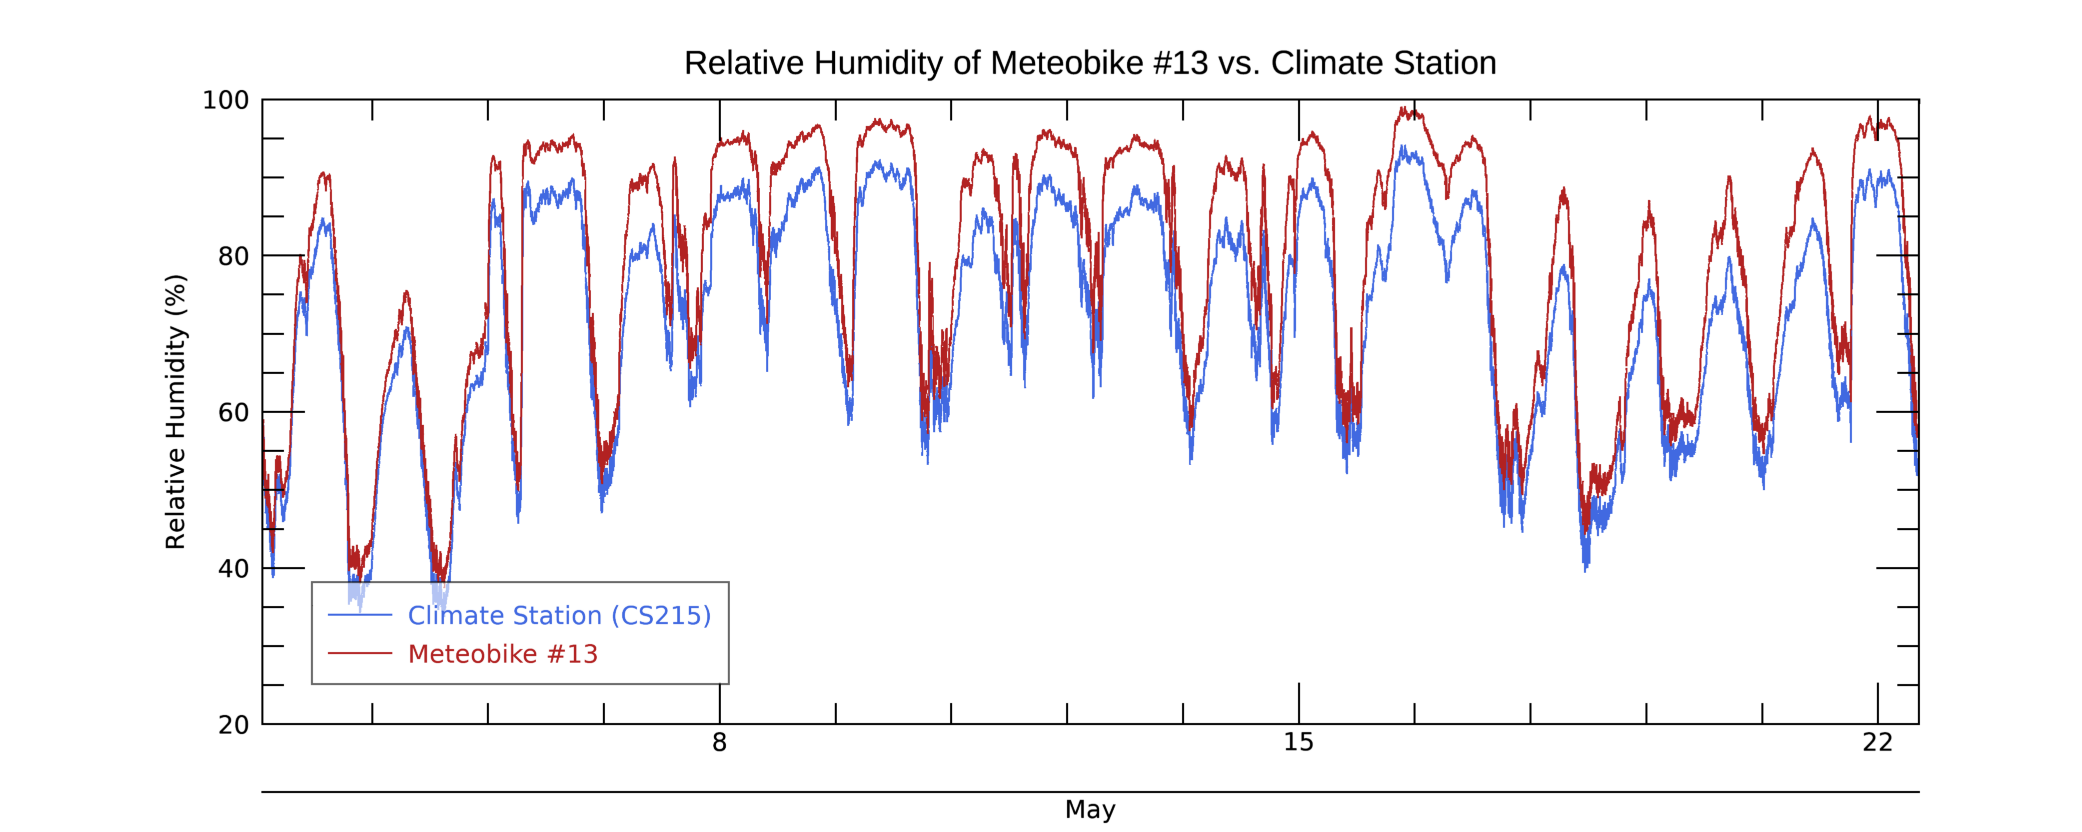 Relative Humidity of Meteobike #13 vs. Climate Station
Relative Humidity (%)
100
80
60
40
20
Climate Station (CS215)
Meteobike #13
8
15
22
May